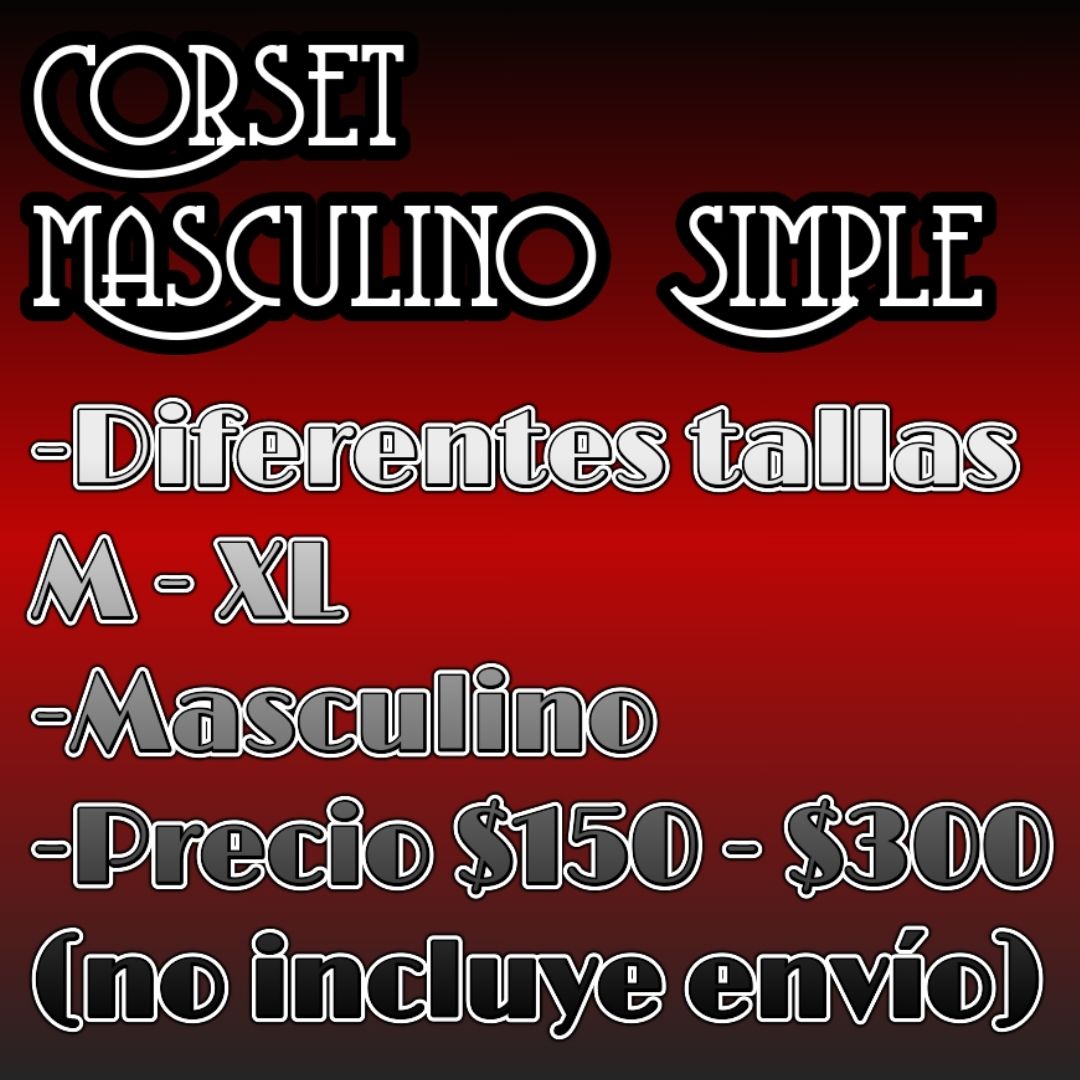 CORSET
MASCULINO SIMPLE
-Diferentes tallas
M - XL
-Masculino
-Precio $150 - $300
(no incluye envío)